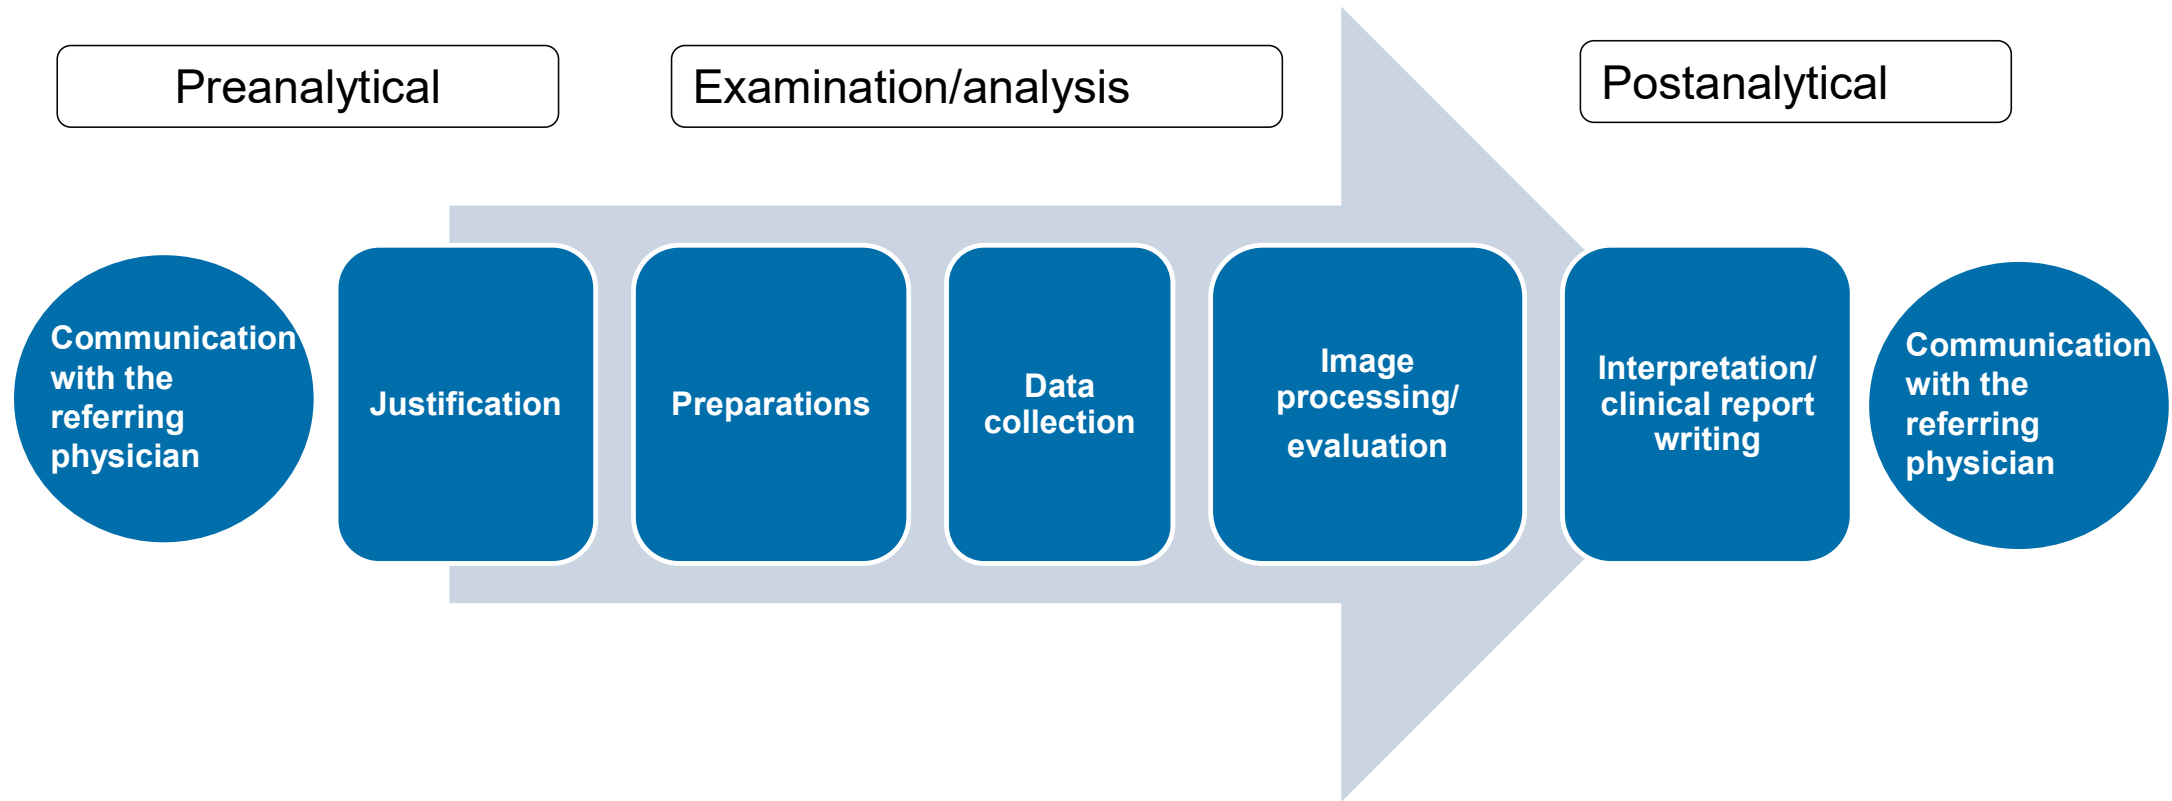 Preanalytical
Examination/analysis
Postanalytical
Communication
with the
referring
physician
Justification
Preparations
Data
collection
Image
processing/
evaluation
Interpretation/
clinical report
writing
Communication
with the
referring
physician